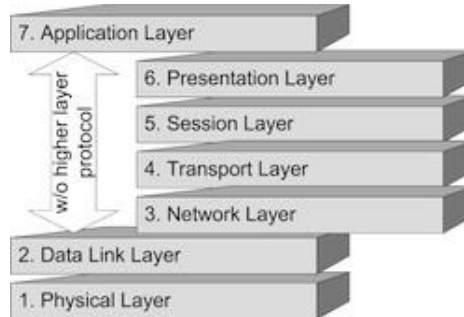 7. Application Layer
6. Presentation Layer
5. Session Layer
4. Transport Layer
3. Network Layer
2. Data Link Layer
1. Physical Layer
w/o higher layer
protocol